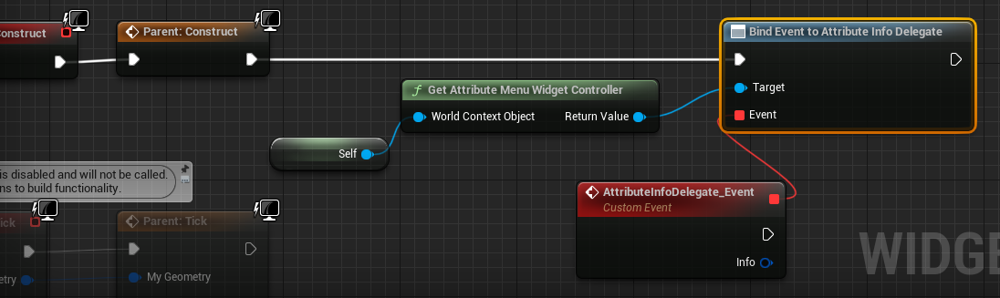 onstruct
Parent: Construct
Bind Event to Attribute Info Delegate
Get Attribute Menu Widget Controller
World Context Object
Return Value
Target
Event
Self
is disabled and will not be called.
ns to build functionality.
AttributeInfoDelegate_Event
Custom Event
Info
ick
Parent: Tick
etry
My Geometry
WIDGE